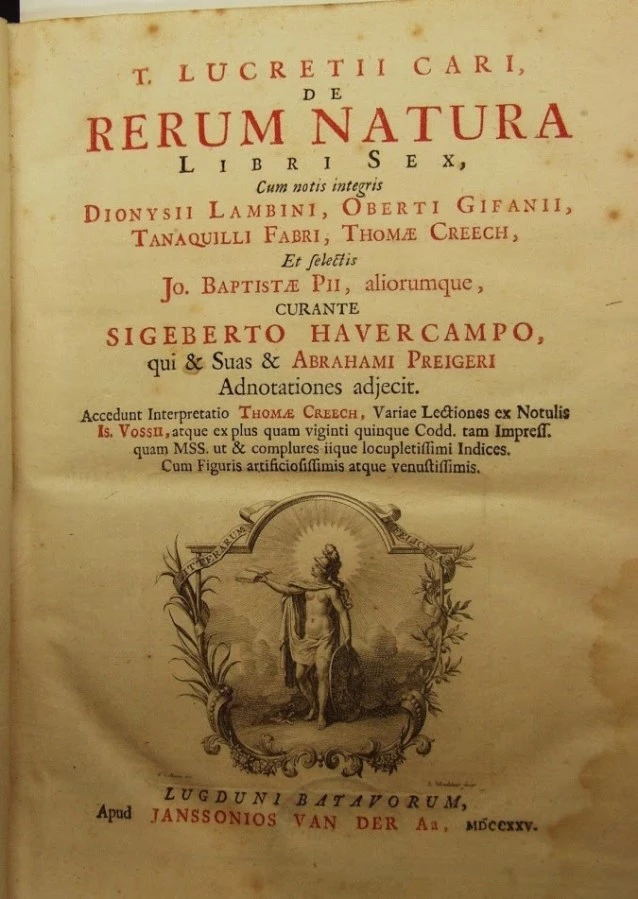 T. LUCRETII CARI,
DE
RERUM NATURA
LIBRI SEX,
Cum notis integris
DIONYSII LAMBINI, OBERTI GIFANII,
TANAQUILLI FABRI, THOMÆ CREECH,
Et ſelectis
Jo. BAPTISTÆ PII, aliorumque,
CURANTE
SIGEBERTO HAVERCAMPO,
qui & Suas & ABRAHAMI PREIGERI
Adnotationes adjecit.
Accedunt Interpretatio THOMÆ CREECH, Variae Lectiones ex Notulis
Is. VOSSII, atque ex plus quam viginti quinque Codd. tam Impreſſ.
quam MSS. ut & complures iique locupletiſſimi Indices.
Cum Figuris artificioſiſſimis atque venuſtiſſimis.
LITTERARUM FELICITAS
LUGDUNI BATAVORUM,
Apud JANSSONIOS VAN DER Aa, MDCCXXV.